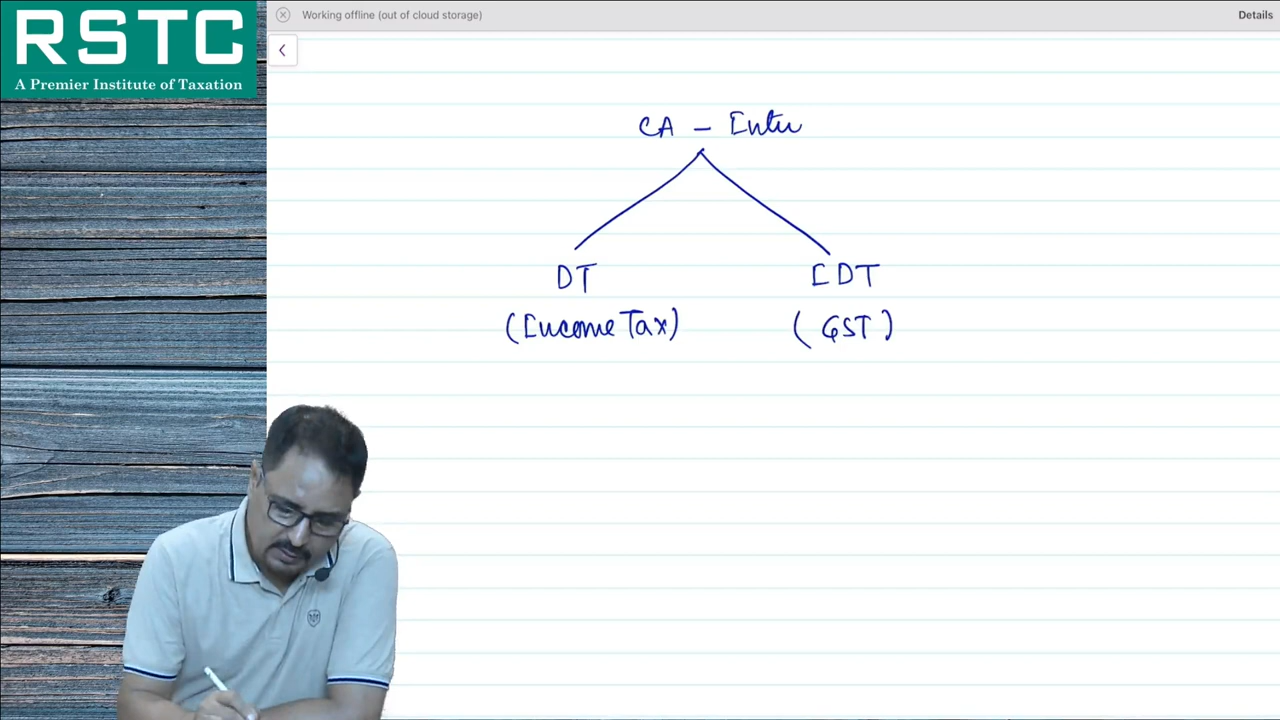 RSTC
A Premier Institute of Taxation
Working offline (out of cloud storage)
Details
CA - Inter
DT
IDT
(Income Tax)
(GST)